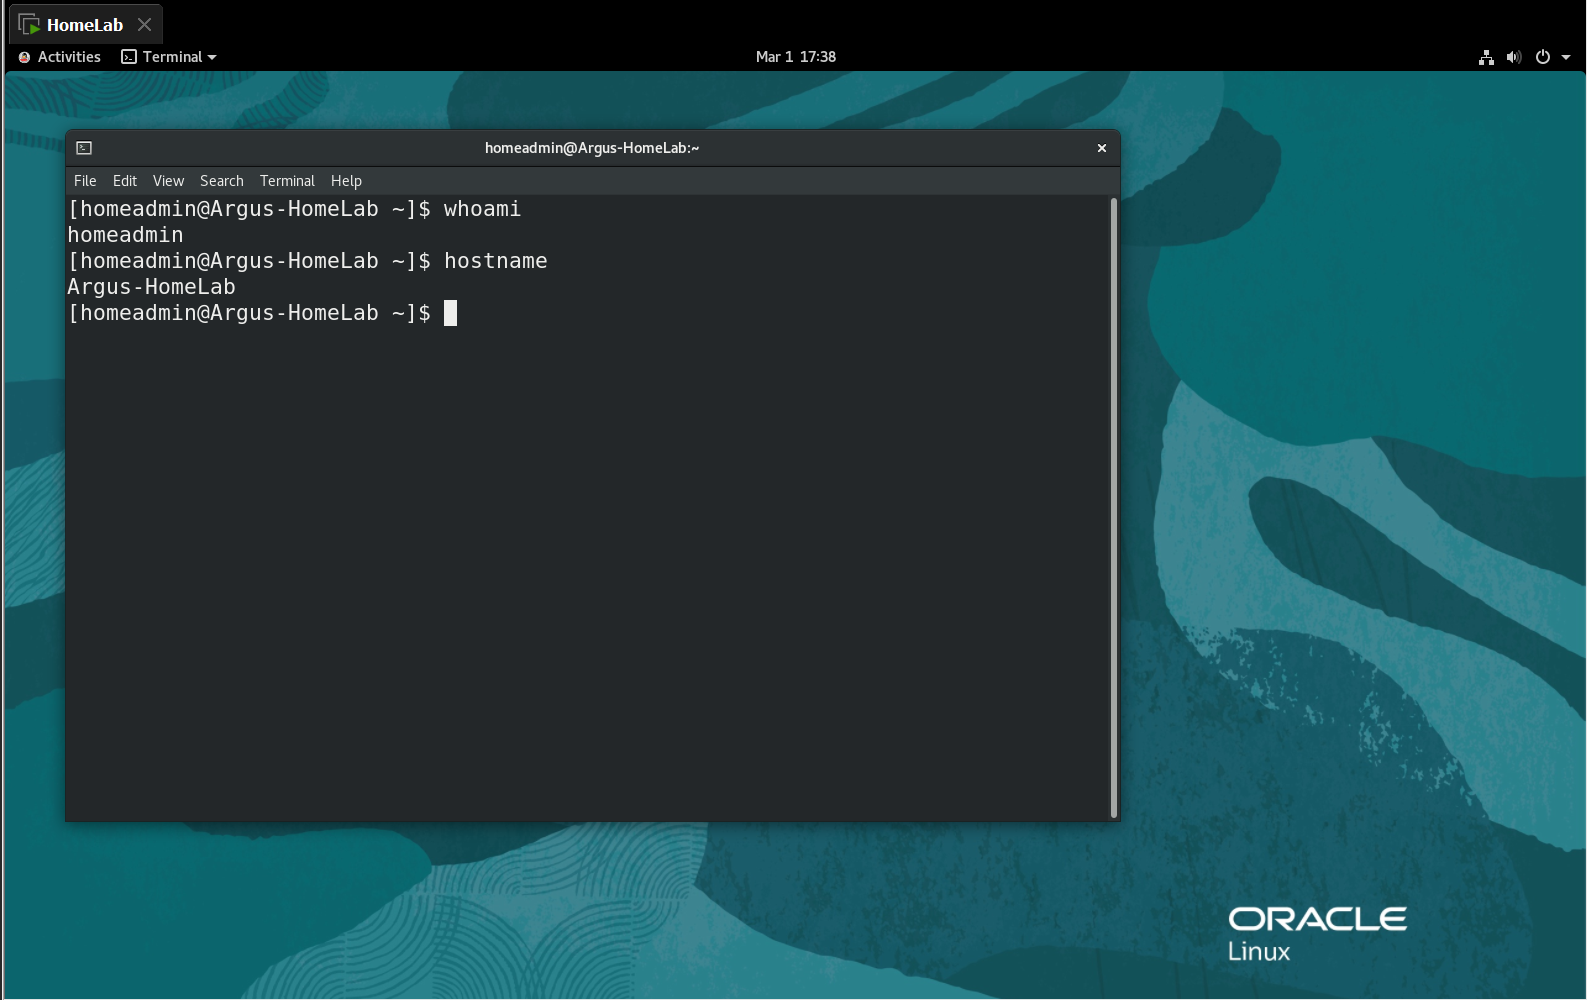 HomeLab
Activities Terminal Mar 1 17:38
homeadmin@Argus-HomeLab:~
File Edit View Search Terminal Help
[homeadmin@Argus-HomeLab ~]$ whoami
homeadmin
[homeadmin@Argus-HomeLab ~]$ hostname
Argus-HomeLab
[homeadmin@Argus-HomeLab ~]$
ORACLE
Linux